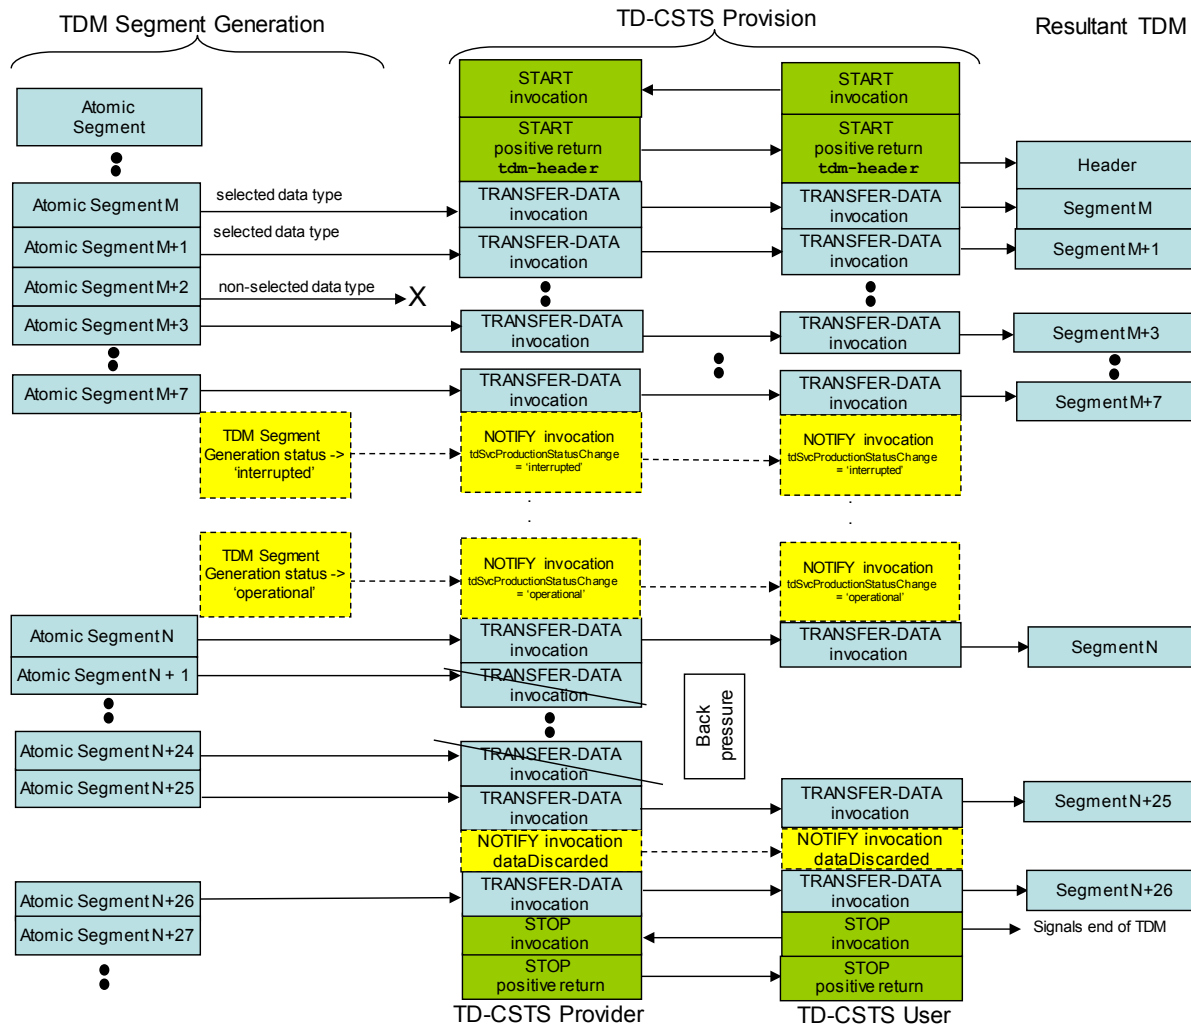 TDM Segment Generation
TD-CSTS Provision
Resultant TDM
Atomic
Segment
START
invocation
START
invocation
START
positive return
tdm-header
START
positive return
tdm-header
Header
Atomic Segment M
selected data type
TRANSFER-DATA
invocation
TRANSFER-DATA
invocation
Segment M
Atomic Segment M+1
selected data type
TRANSFER-DATA
invocation
TRANSFER-DATA
invocation
Segment M+1
Atomic Segment M+2
non-selected data type
X
Atomic Segment M+3
TRANSFER-DATA
invocation
TRANSFER-DATA
invocation
Segment M+3
Atomic Segment M+7
TRANSFER-DATA
invocation
TRANSFER-DATA
invocation
Segment M+7
TDM Segment
Generation status ->
‘interrupted’
NOTIFY invocation
tdSvcProductionStatusChange
= ‘interrupted’
NOTIFY invocation
tdSvcProductionStatusChange
= ‘interrupted’
TDM Segment
Generation status ->
‘operational’
NOTIFY invocation
tdSvcProductionStatusChange
= ‘operational’
NOTIFY invocation
tdSvcProductionStatusChange
= ‘operational’
Atomic Segment N
TRANSFER-DATA
invocation
TRANSFER-DATA
invocation
Segment N
Atomic Segment N + 1
TRANSFER-DATA
invocation
Back
pressure
Atomic Segment N+24
TRANSFER-DATA
invocation
Atomic Segment N+25
TRANSFER-DATA
invocation
TRANSFER-DATA
invocation
Segment N+25
NOTIFY invocation
dataDiscarded
NOTIFY invocation
dataDiscarded
Atomic Segment N+26
TRANSFER-DATA
invocation
TRANSFER-DATA
invocation
Segment N+26
Atomic Segment N+27
STOP
invocation
STOP
invocation
Signals end of TDM
STOP
positive return
STOP
positive return
TD-CSTS Provider
TD-CSTS User